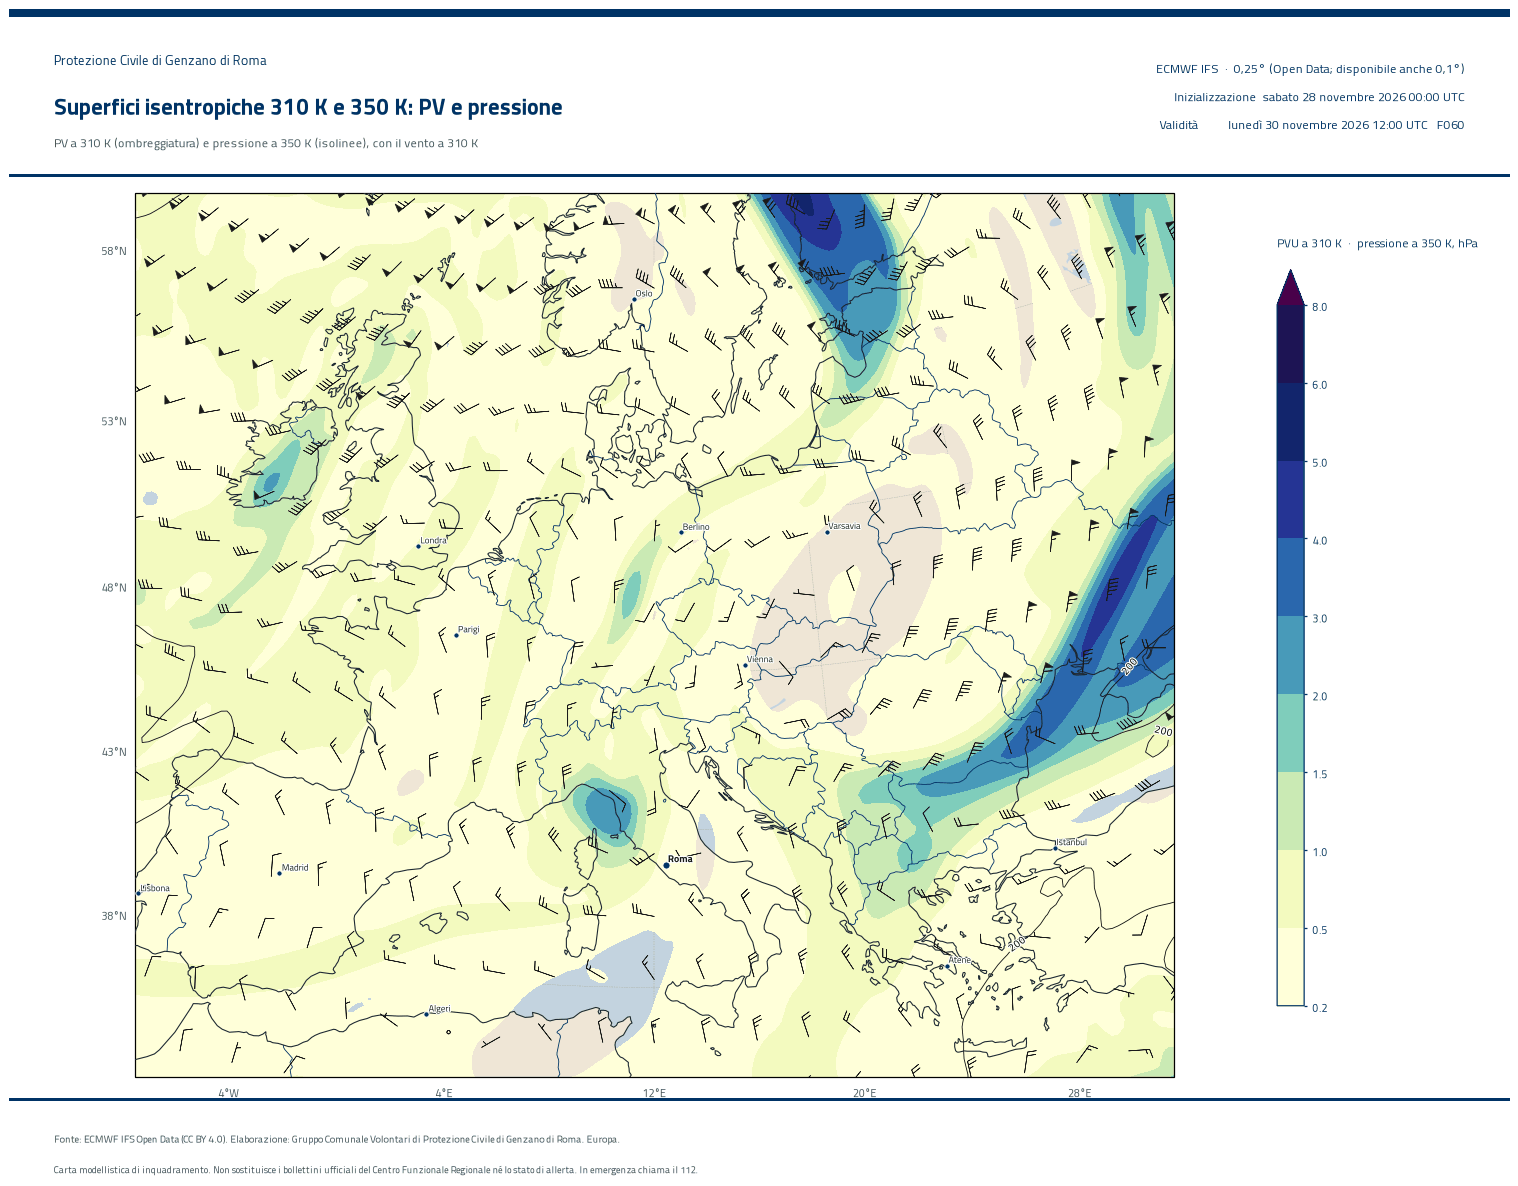 Protezione Civile di Genzano di Roma
Superfici isentropiche 310 K e 350 K: PV e pressione
PV a 310 K (ombreggiatura) e pressione a 350 K (isolinee), con il vento a 310 K
ECMWF IFS · 0,25° (Open Data; disponibile anche 0,1°)
Inizializzazione sabato 28 novembre 2026 00:00 UTC
Validità lunedì 30 novembre 2026 12:00 UTC F060
PVU a 310 K · pressione a 350 K, hPa
8.0
6.0
5.0
4.0
3.0
2.0
1.5
1.0
0.5
0.2
58°N
53°N
48°N
43°N
38°N
4°W
4°E
12°E
20°E
28°E
Oslo
Berlino
Varsavia
Londra
Parigi
Vienna
200
200
Istanbul
Roma
Madrid
Lisbona
200
Atene
Algeri
Fonte: ECMWF IFS Open Data (CC BY 4.0). Elaborazione: Gruppo Comunale Volontari di Protezione Civile di Genzano di Roma. Europa.
Carta modellistica di inquadramento. Non sostituisce i bollettini ufficiali del Centro Funzionale Regionale né lo stato di allerta. In emergenza chiama il 112.